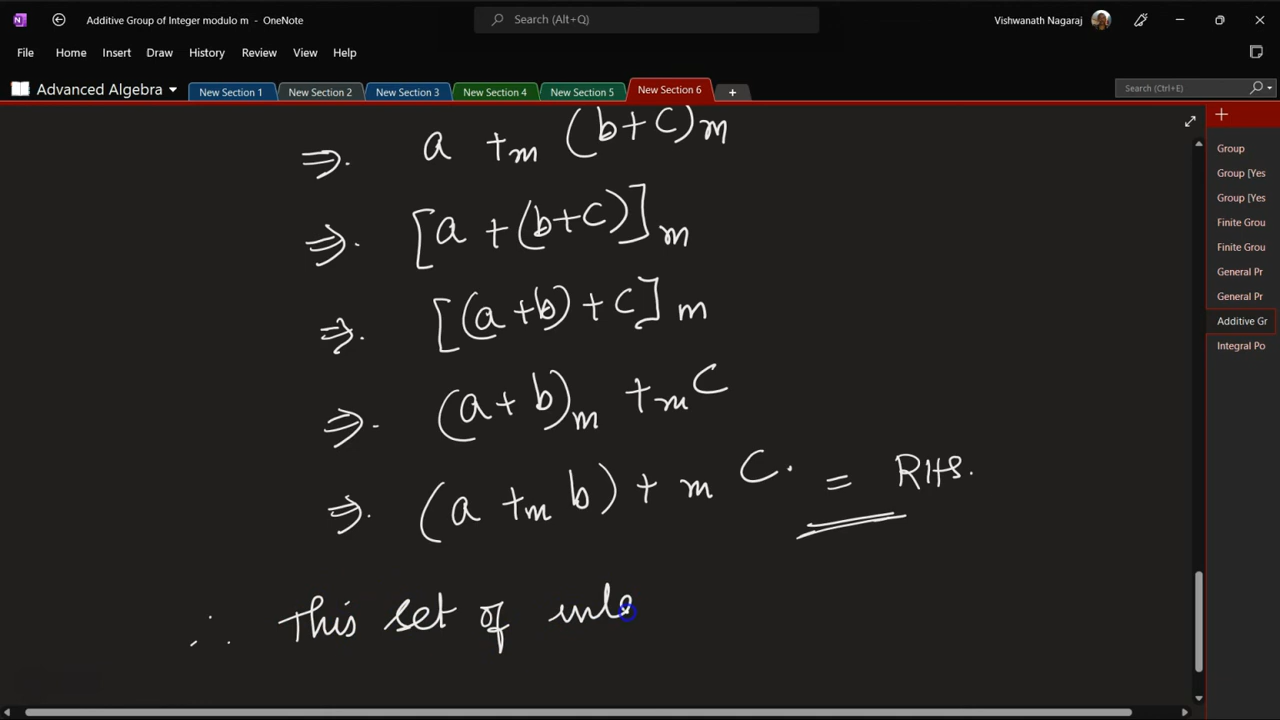 Additive Group of Integer modulo m - OneNote
Search (Alt+Q)
Vishwanath Nagaraj
File Home Insert Draw History Review View Help
Advanced Algebra New Section 1 New Section 2 New Section 3 New Section 4 New Section 5 New Section 6
Search (Ctrl+E)
Group
Group [Yes
Group [Yes
Finite Grou
Finite Grou
General Pr
General Pr
Additive Gr
Integral Po
⇒. a +m (b+c)m
⇒. [a +(b+c)]m
⇒. [(a+b)+c]m
⇒. (a+b)m +m c
⇒. (a +m b) +m c. = RHS.
∴ This set of inte